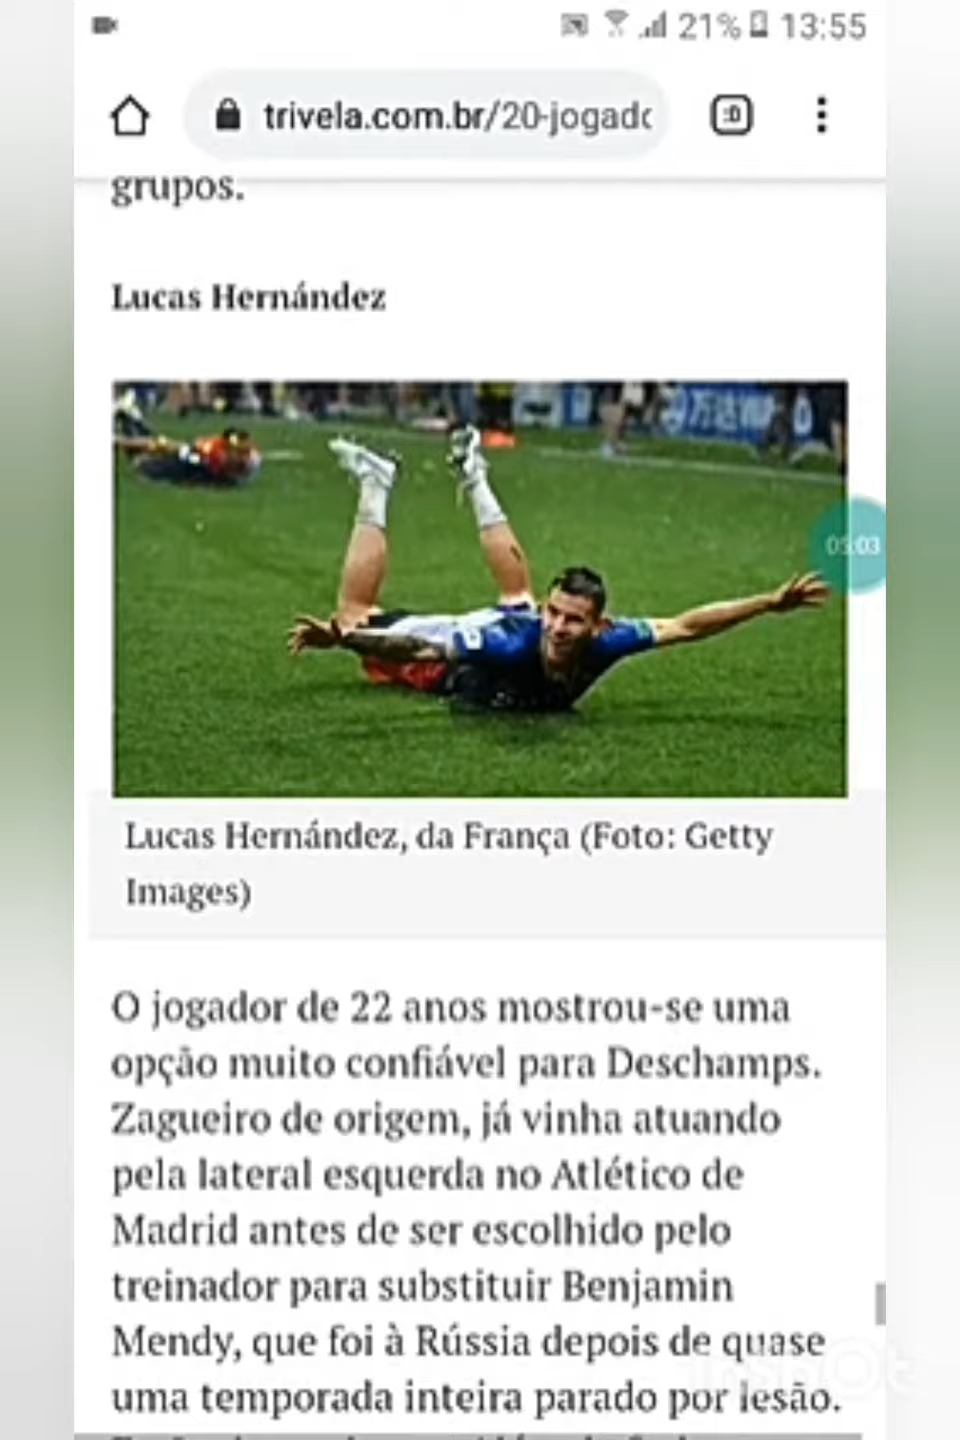 21% 13:55
trivela.com.br/20-jogadc
:D
grupos.
Lucas Hernández
05:03
Lucas Hernández, da França (Foto: Getty
Images)
O jogador de 22 anos mostrou-se uma
opção muito confiável para Deschamps.
Zagueiro de origem, já vinha atuando
pela lateral esquerda no Atlético de
Madrid antes de ser escolhido pelo
treinador para substituir Benjamin
Mendy, que foi à Rússia depois de quase
uma temporada inteira parado por lesão.